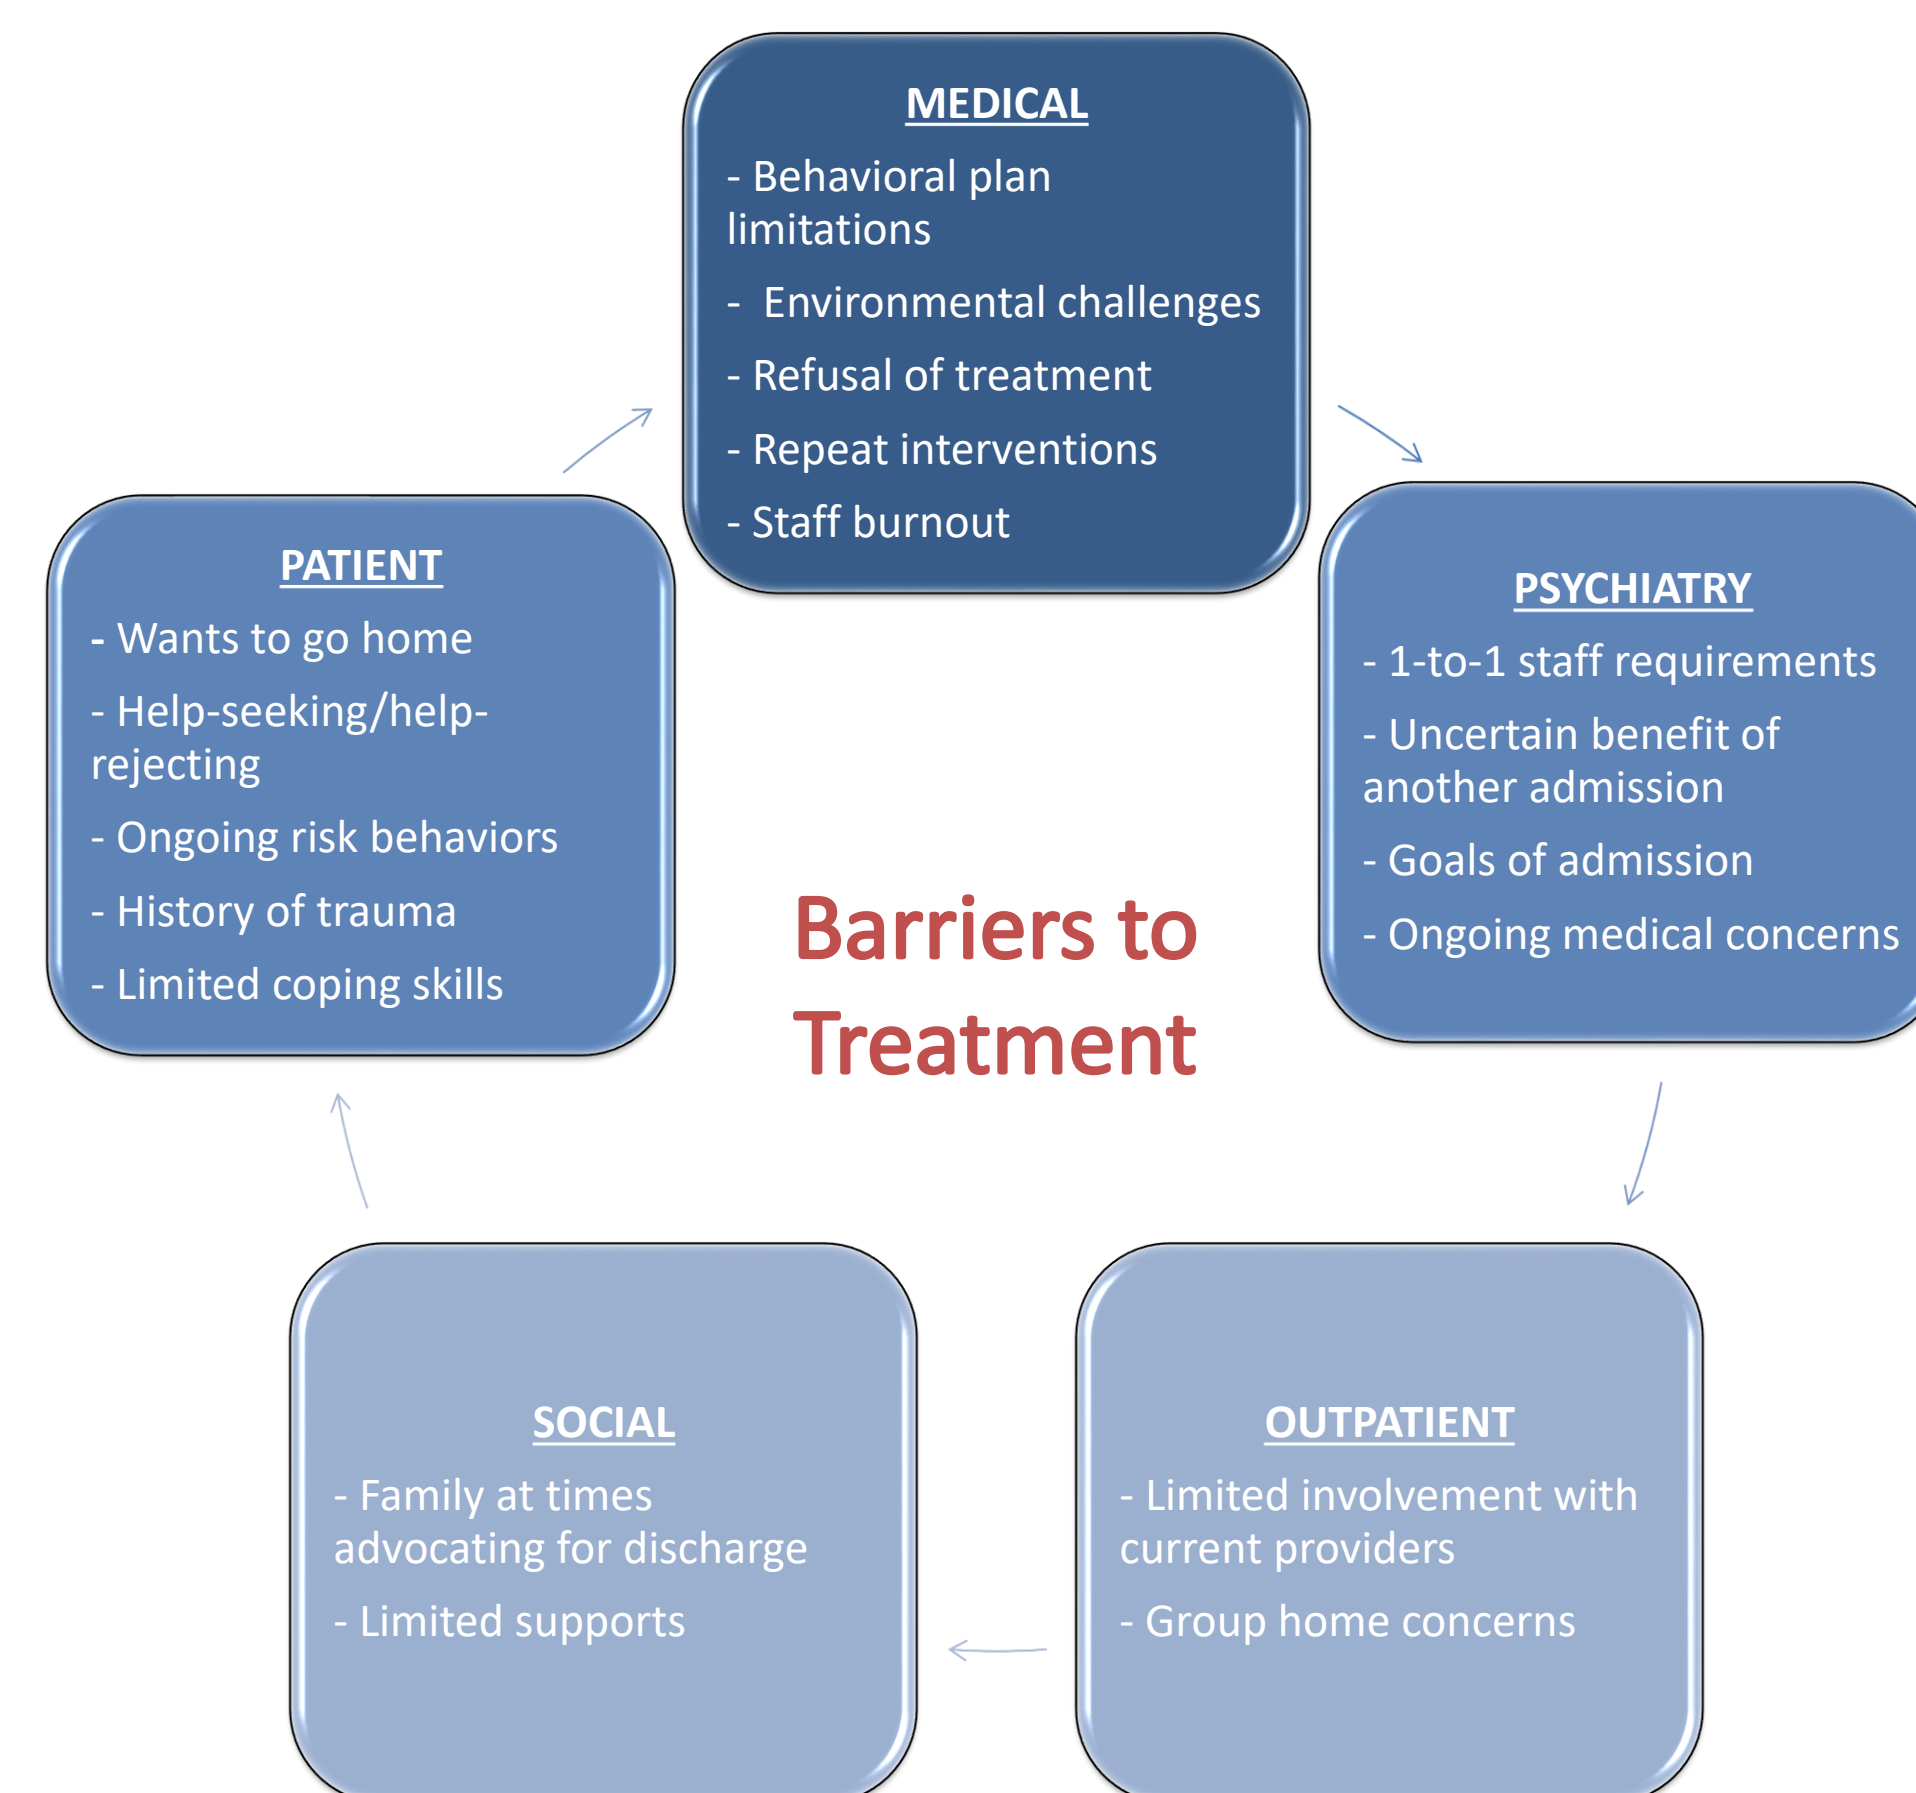 MEDICAL
- Behavioral plan
limitations
-  Environmental challenges
- Refusal of treatment
- Repeat interventions
- Staff burnout
PSYCHIATRY
- 1-to-1 staff requirements
- Uncertain benefit of
another admission
- Goals of admission
- Ongoing medical concerns
OUTPATIENT
- Limited involvement with
current providers
- Group home concerns
SOCIAL
- Family at times
advocating for discharge
- Limited supports
PATIENT
- Wants to go home
- Help-seeking/help-
rejecting
- Ongoing risk behaviors
- History of trauma
- Limited coping skills
Barriers to
Treatment